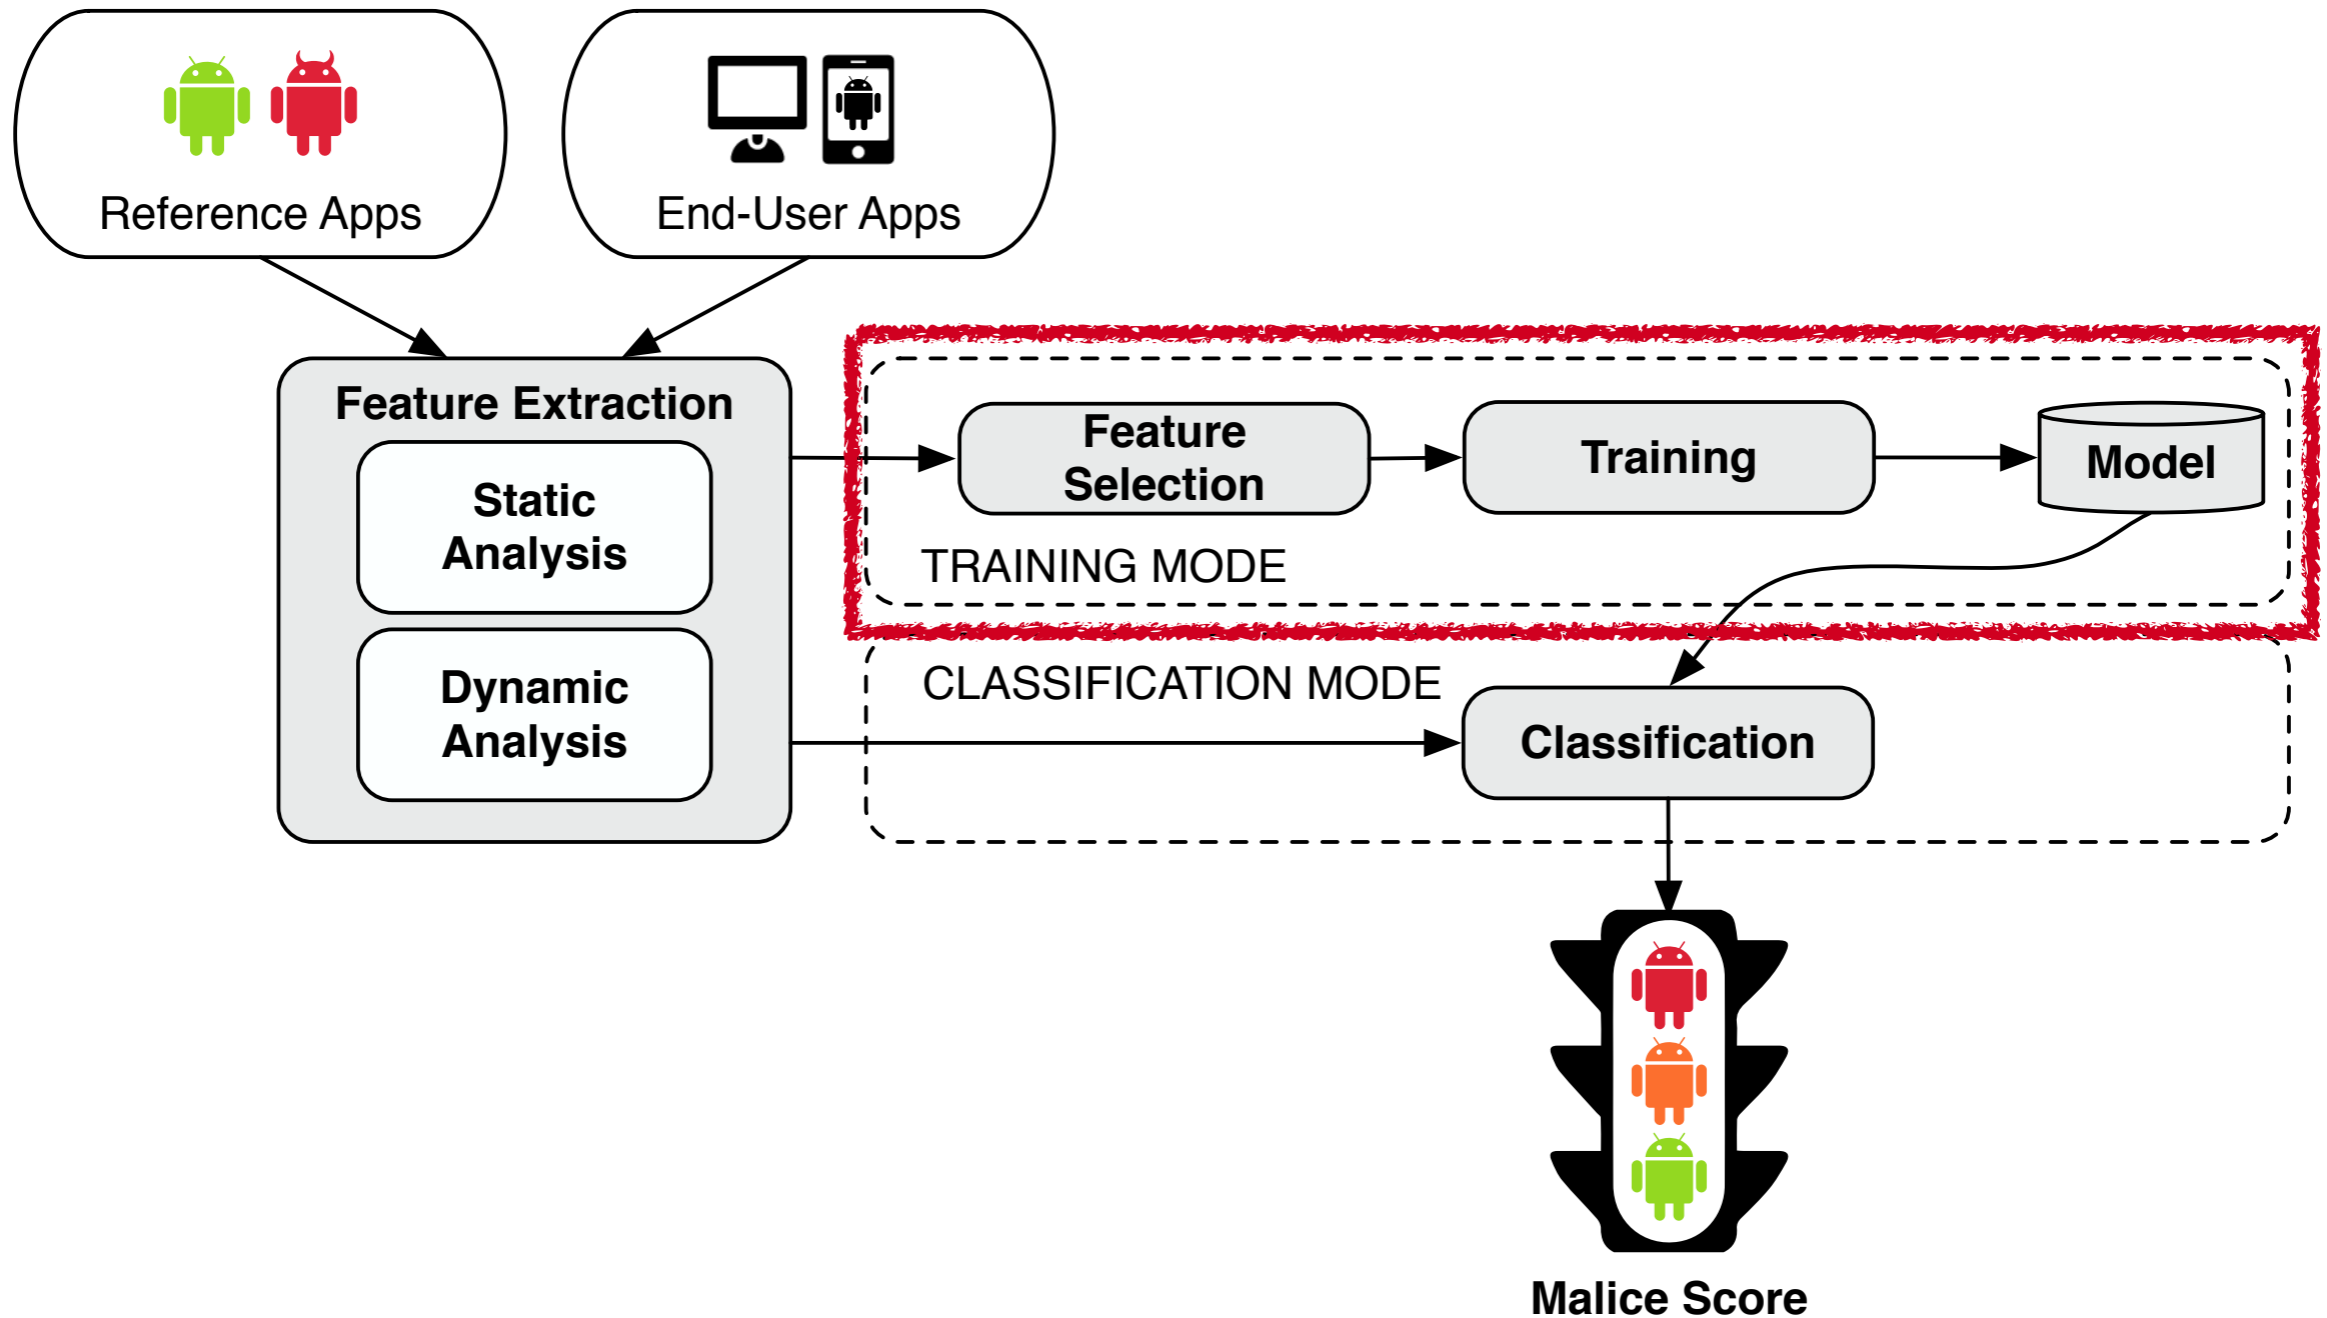 Reference Apps
End-User Apps
Feature Extraction
Static
Analysis
Dynamic
Analysis
Feature
Selection
Training
Model
TRAINING MODE
CLASSIFICATION MODE
Classification
Malice Score